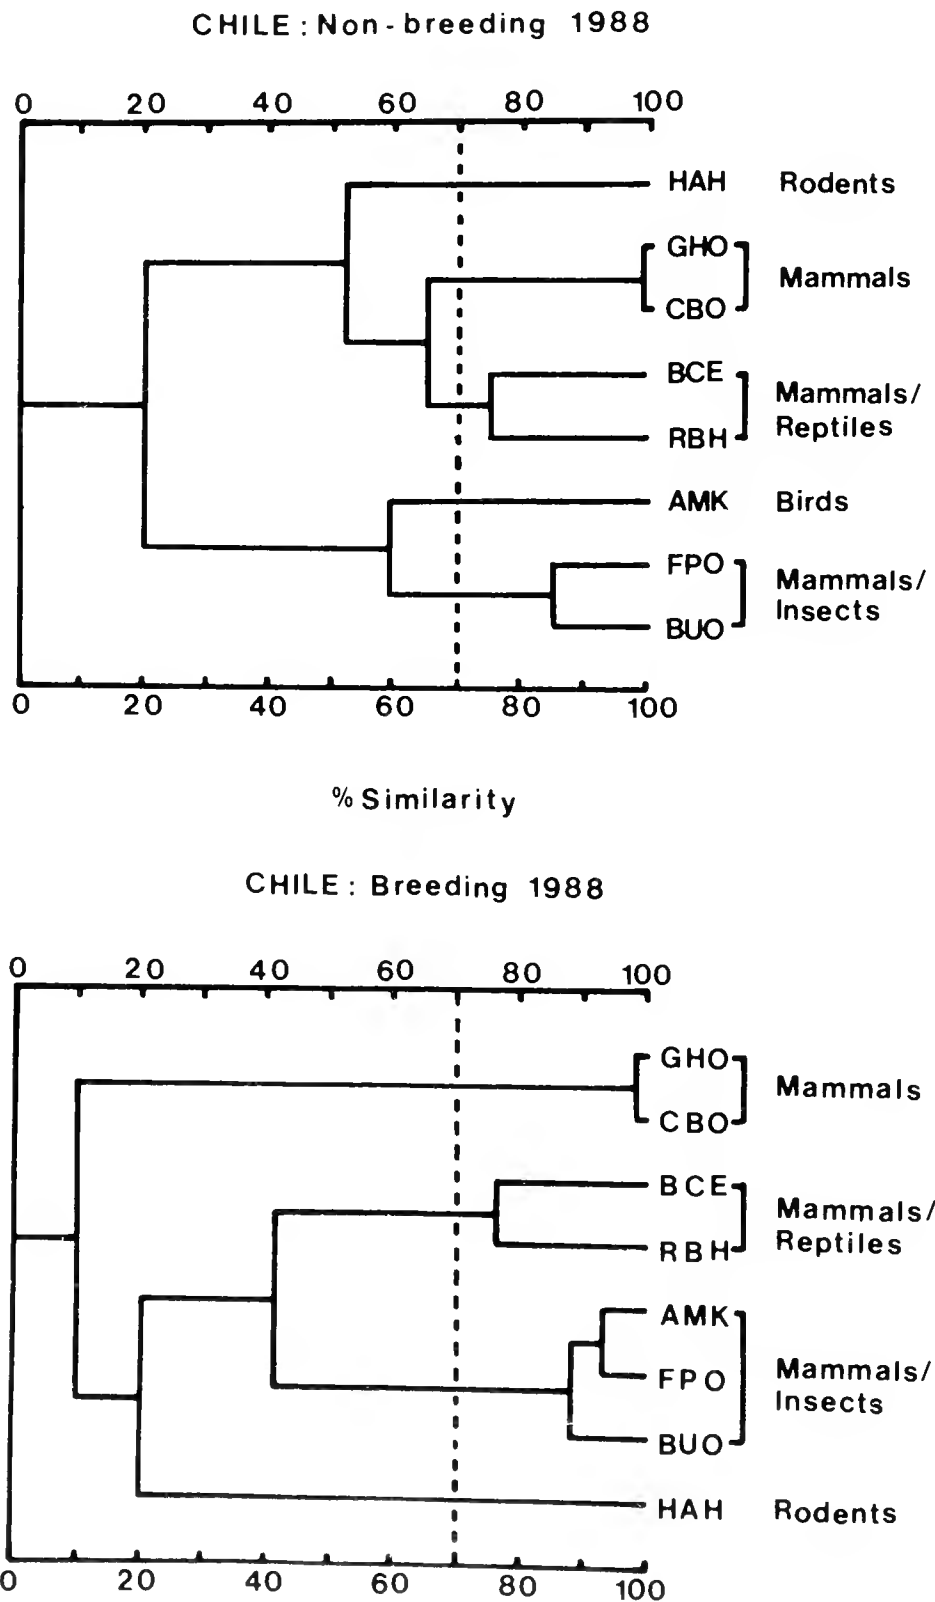 CHILE: Non-breeding 1988
0 20 40 60 80 100
HAH Rodents
GHO
Mammals
CBO
BCE
Mammals/
Reptiles
RBH
AMK Birds
FPO
Mammals/
Insects
BUO
0 20 40 60 80 100
% Similarity
CHILE: Breeding 1988
0 20 40 60 80 100
GHO
Mammals
CBO
BCE
Mammals/
Reptiles
RBH
AMK
FPO
Mammals/
Insects
BUO
HAH Rodents
0 20 40 60 80 100